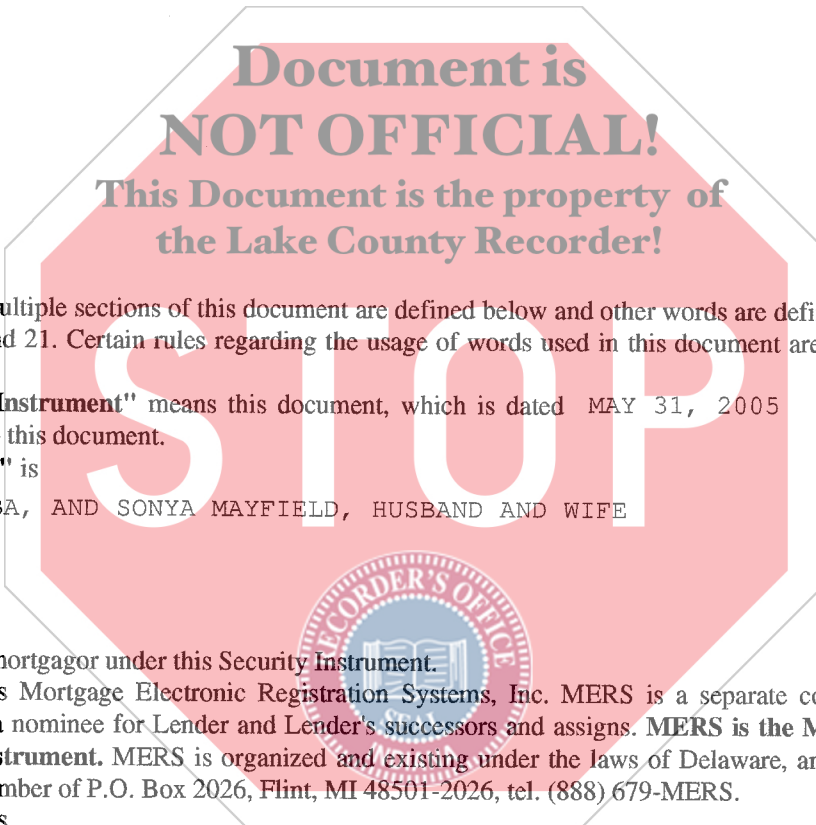 Document is
NOT OFFICIAL!
This Document is the property of
the Lake County Recorder!
ultiple sections of this document are defined below and other words are defi
d 21. Certain rules regarding the usage of words used in this document are
STOP
Instrument" means this document, which is dated MAY 31, 2005
this document.
" is
BA, AND SONYA MAYFIELD, HUSBAND AND WIFE
RECORDER'S OFFICE
SEAL
INDIANA
mortgagor under this Security Instrument.
s Mortgage Electronic Registration Systems, Inc. MERS is a separate co
a nominee for Lender and Lender's successors and assigns. MERS is the M
strument. MERS is organized and existing under the laws of Delaware, an
mber of P.O. Box 2026, Flint, MI 48501-2026, tel. (888) 679-MERS.
s